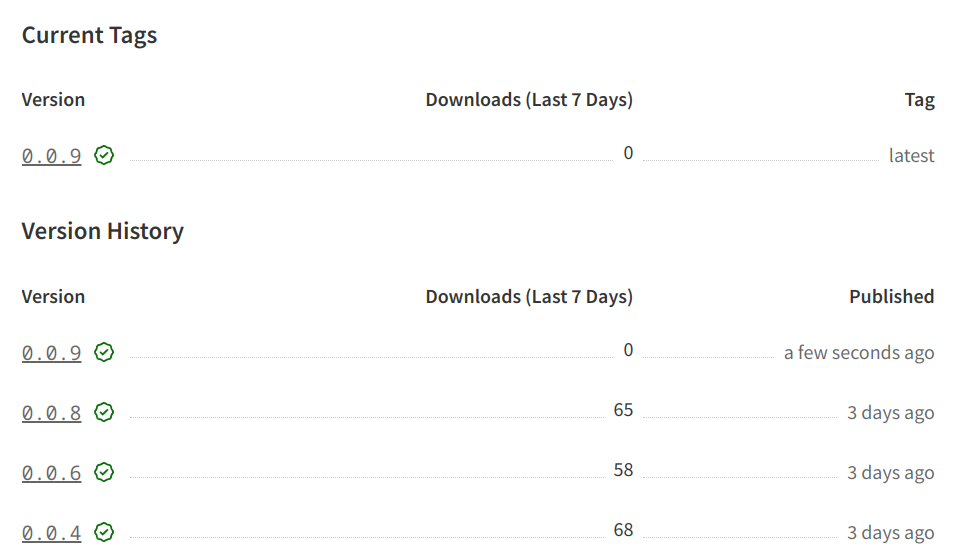 Current Tags
Version Downloads (Last 7 Days) Tag
0.0.9 0 latest
Version History
Version Downloads (Last 7 Days) Published
0.0.9 0 a few seconds ago
0.0.8 65 3 days ago
0.0.6 58 3 days ago
0.0.4 68 3 days ago